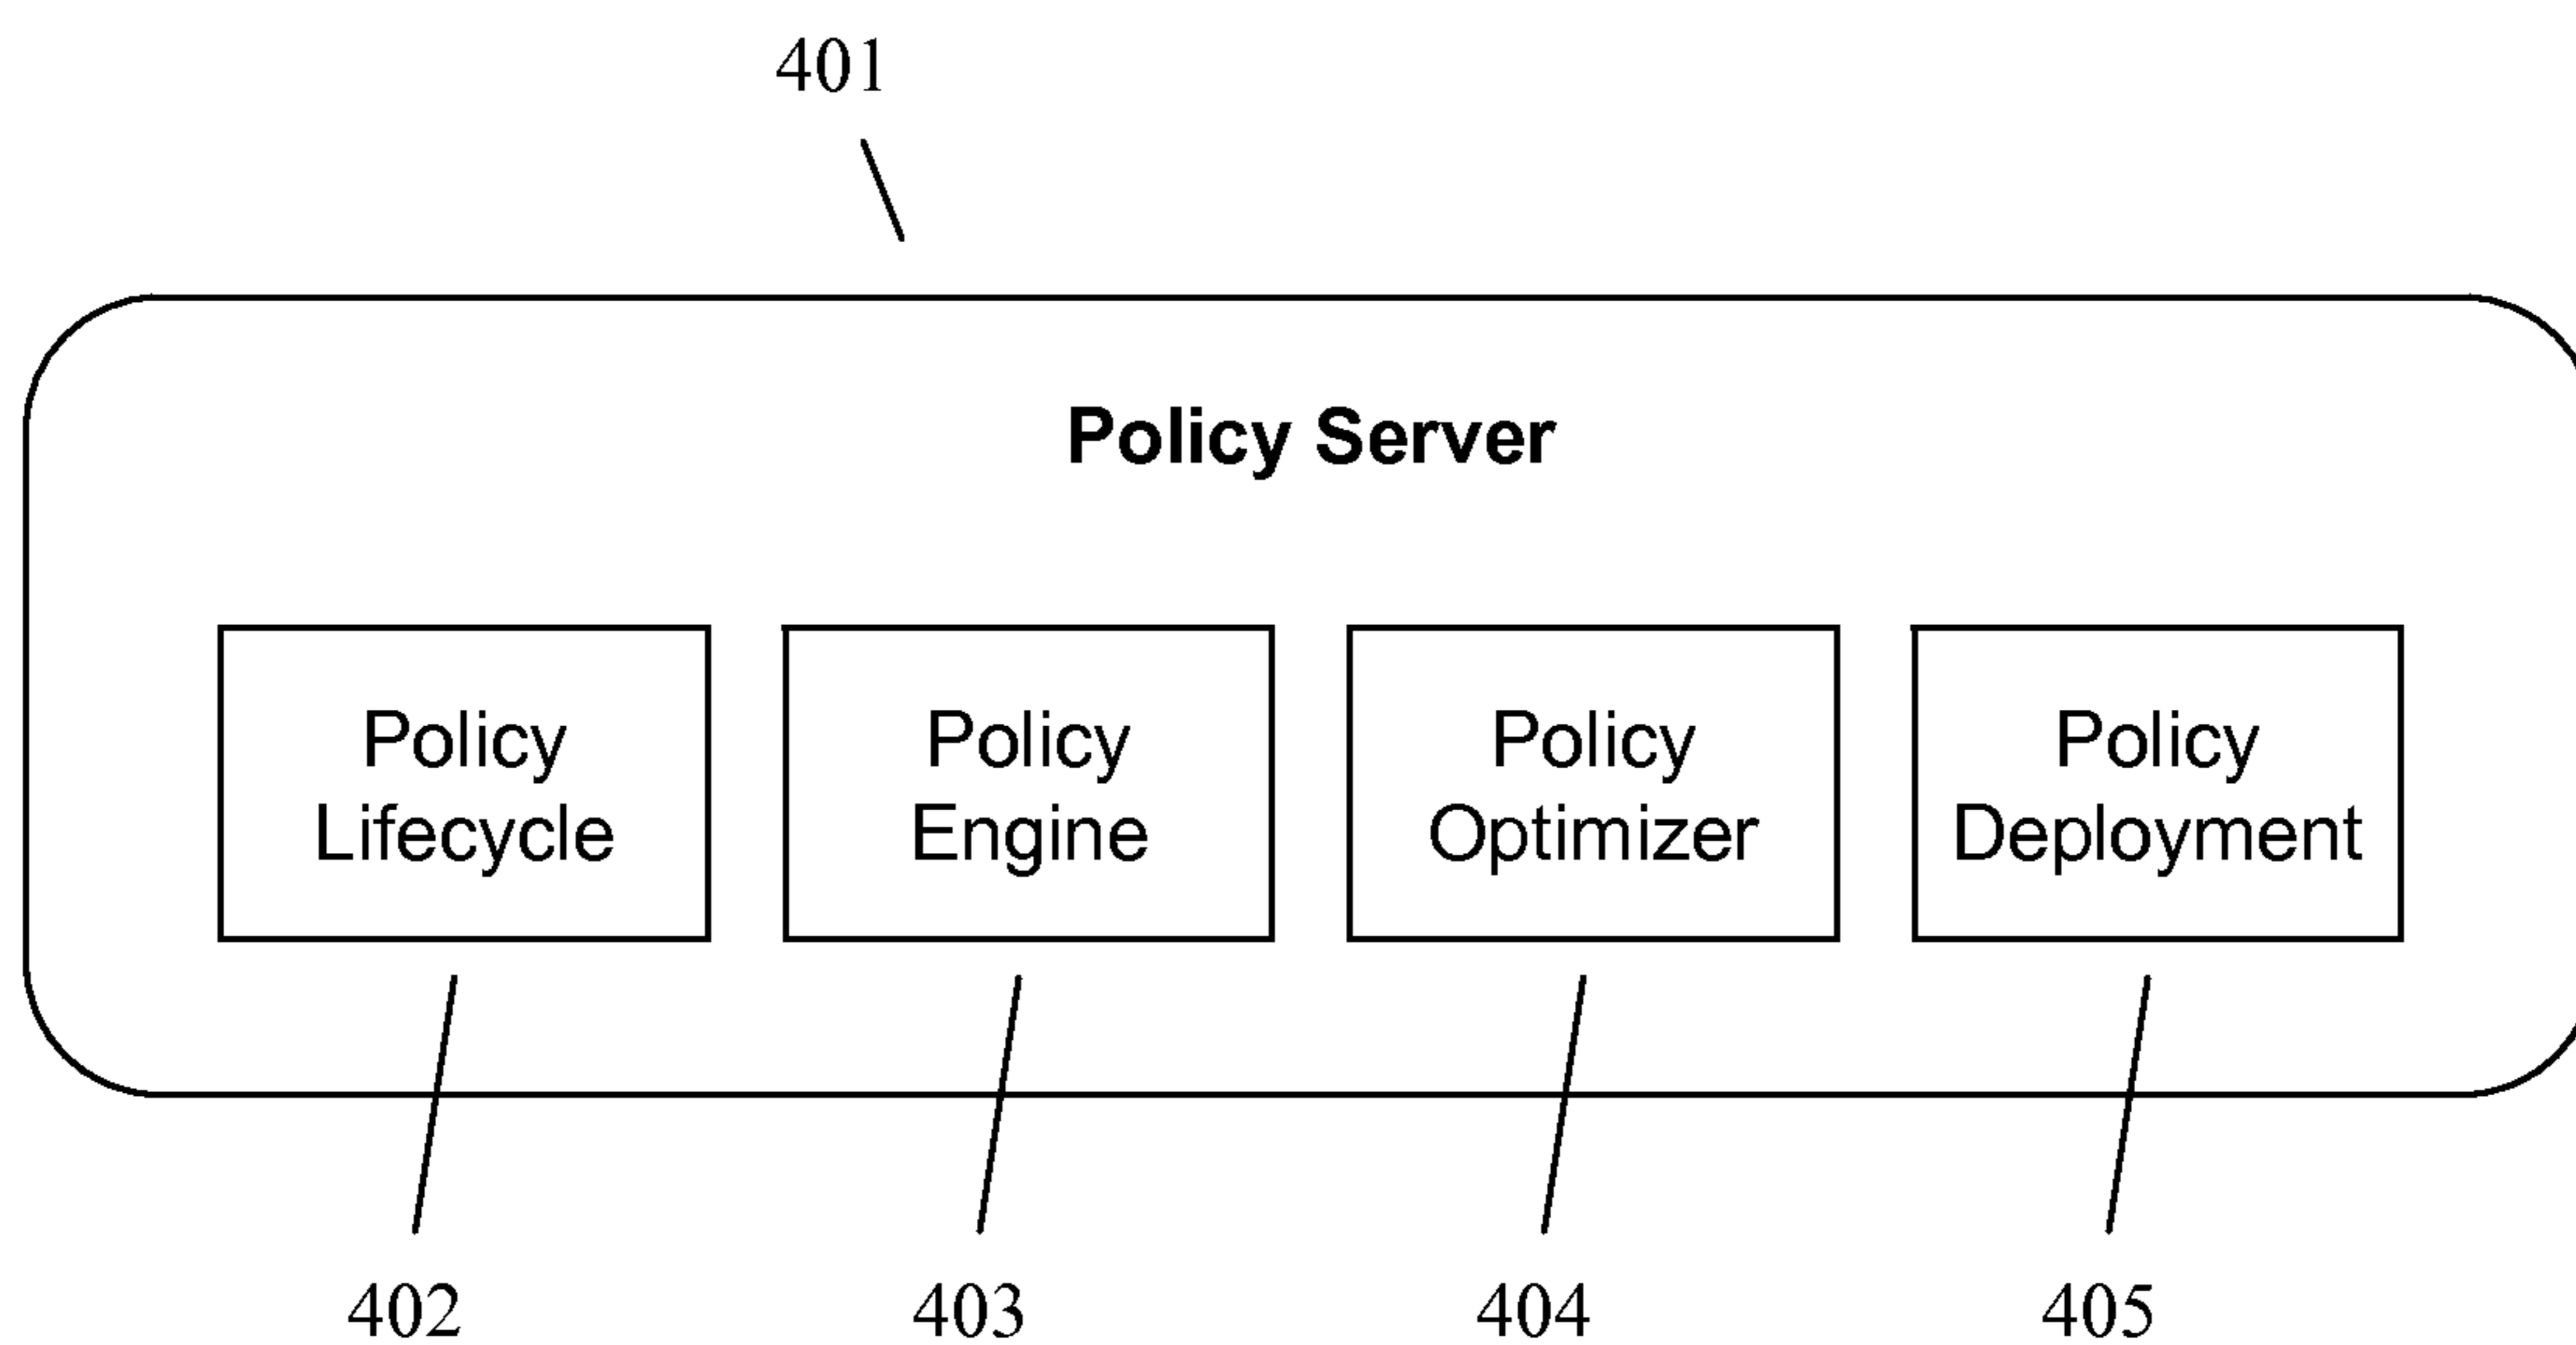 401
Policy Server
Policy
Lifecycle
Policy
Engine
Policy
Optimizer
Policy
Deployment
402
403
404
405